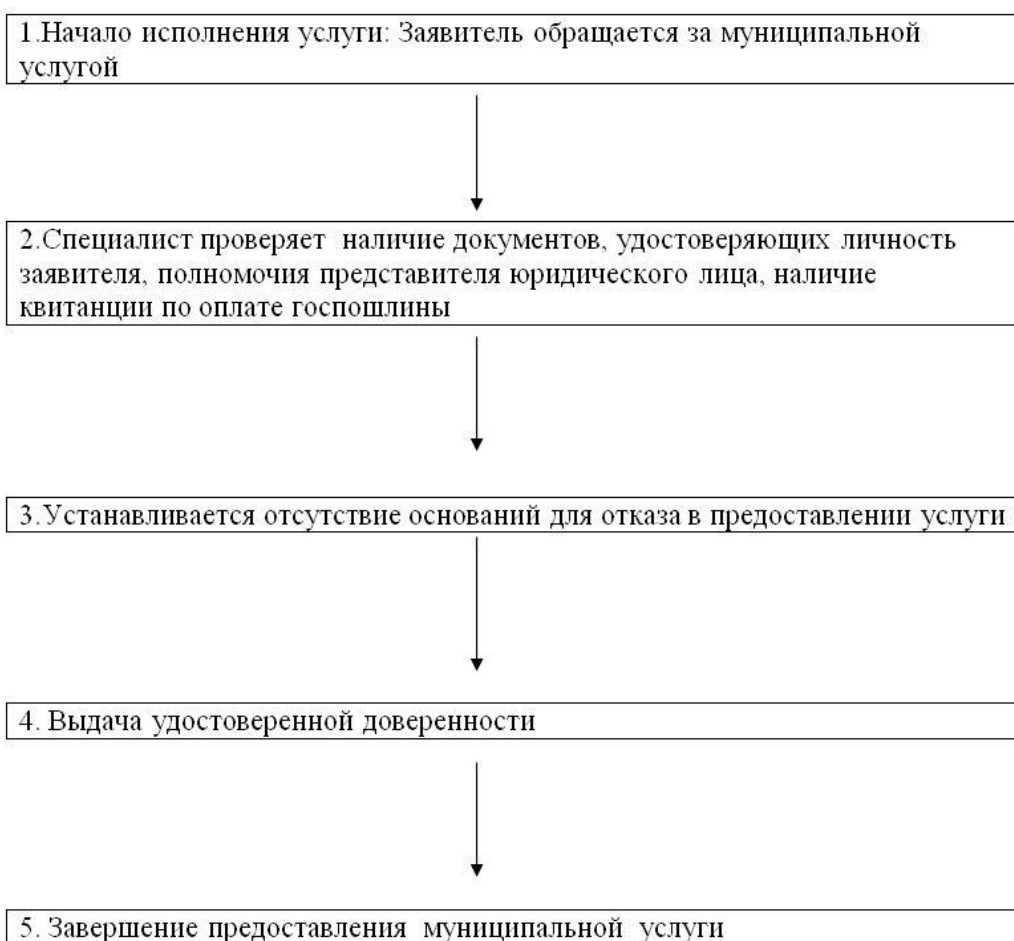 1.Начало исполнения услуги: Заявитель обращается за муниципальной
услугой
2.Специалист проверяет наличие документов, удостоверяющих личность
заявителя, полномочия представителя юридического лица, наличие
квитанции по оплате госпошлины
3.Устанавливается отсутствие оснований для отказа в предоставлении услуги
4. Выдача удостоверенной доверенности
5. Завершение предоставления муниципальной услуги